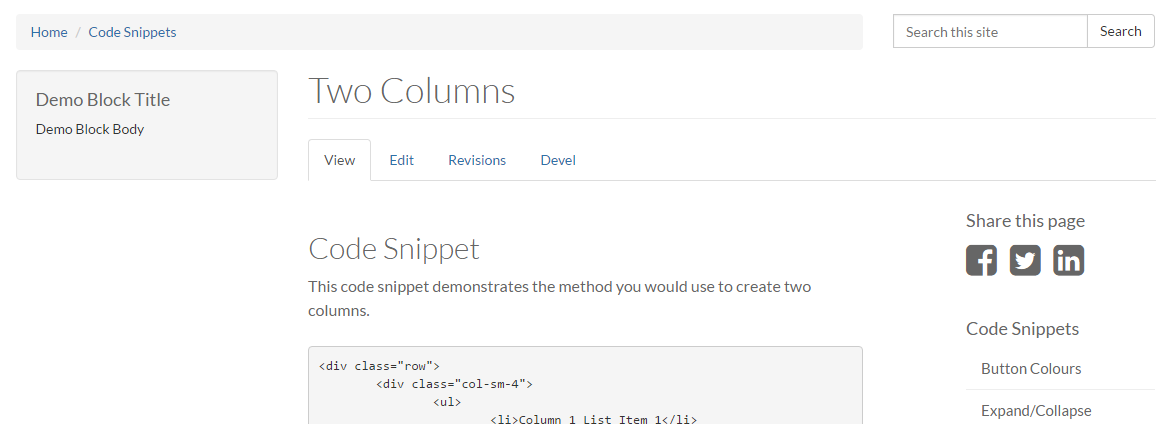 Home / Code Snippets
Search this site
Search
Demo Block Title
Demo Block Body
Two Columns
View
Edit
Revisions
Devel
Code Snippet
This code snippet demonstrates the method you would use to create two
columns.
<div class="row">
        <div class="col-sm-4">
                <ul>
                        <li>Column 1 List Item 1</li>
Share this page
Code Snippets
Button Colours
Expand/Collapse